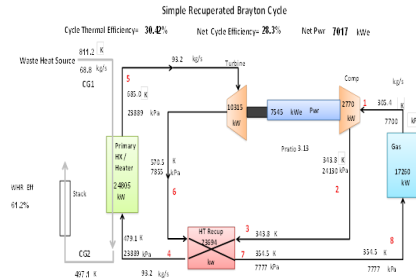 Simple Recuperated Brayton Cycle
Cycle Thermal Efficiency= 30.42% Net Cycle Efficiency= 28.3% Net Pwr 7017 kWe
811.2 K
Waste Heat Source
68.8 kg/s
CG1
93.2 kg/s
Turbine
Comp
5
685.0 K
23889 kPa
10315
kW
7545 kWe Pwr
2770
kW
1
305.4 K
7700
Pratio 3.13
570.5 K
7855 kPa
6
343.8 K
24130 kPa
2
Primary
HX /
Heater
24805
kW
Gas
17260
kW
WHR Eff
61.2%
Stack
479.1 K
23889 kPa
4
HT Recup
23694
kw
3
343.8 K
7
354.5 K
7777 kPa
8
354.5 K
7777 kPa
CG2
497.1 K
93.2 kg/s